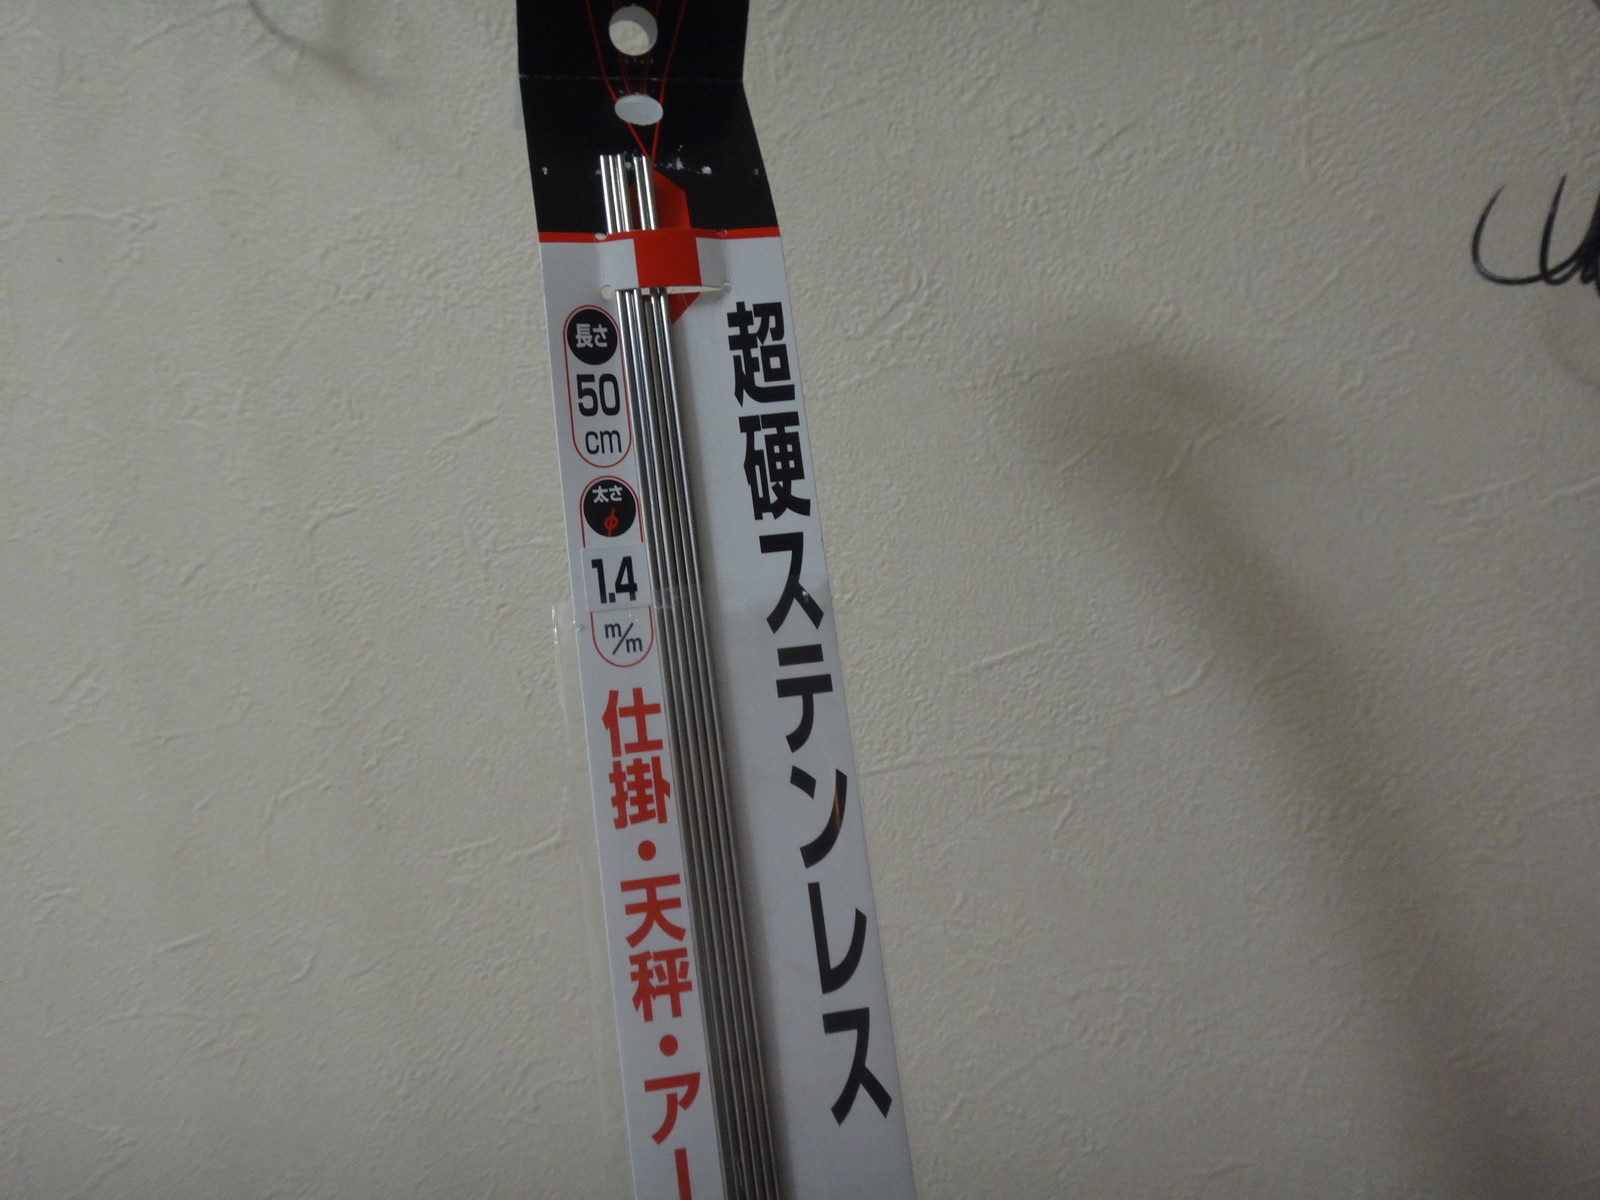 超硬ステンレス
長さ
50
cm
太さ
φ
1.4
m/m
仕掛・天秤・アー